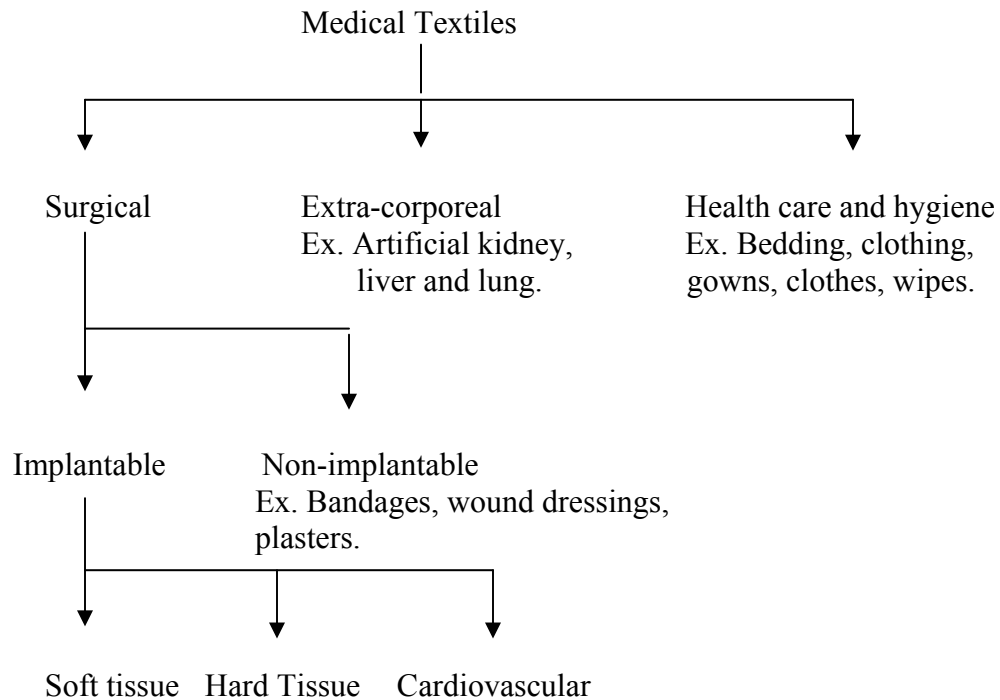 Medical Textiles
Surgical
Extra-corporeal
Ex. Artificial kidney,
liver and lung.
Health care and hygiene
Ex. Bedding, clothing,
gowns, clothes, wipes.
Implantable
Non-implantable
Ex. Bandages, wound dressings,
plasters.
Soft tissue
Hard Tissue
Cardiovascular